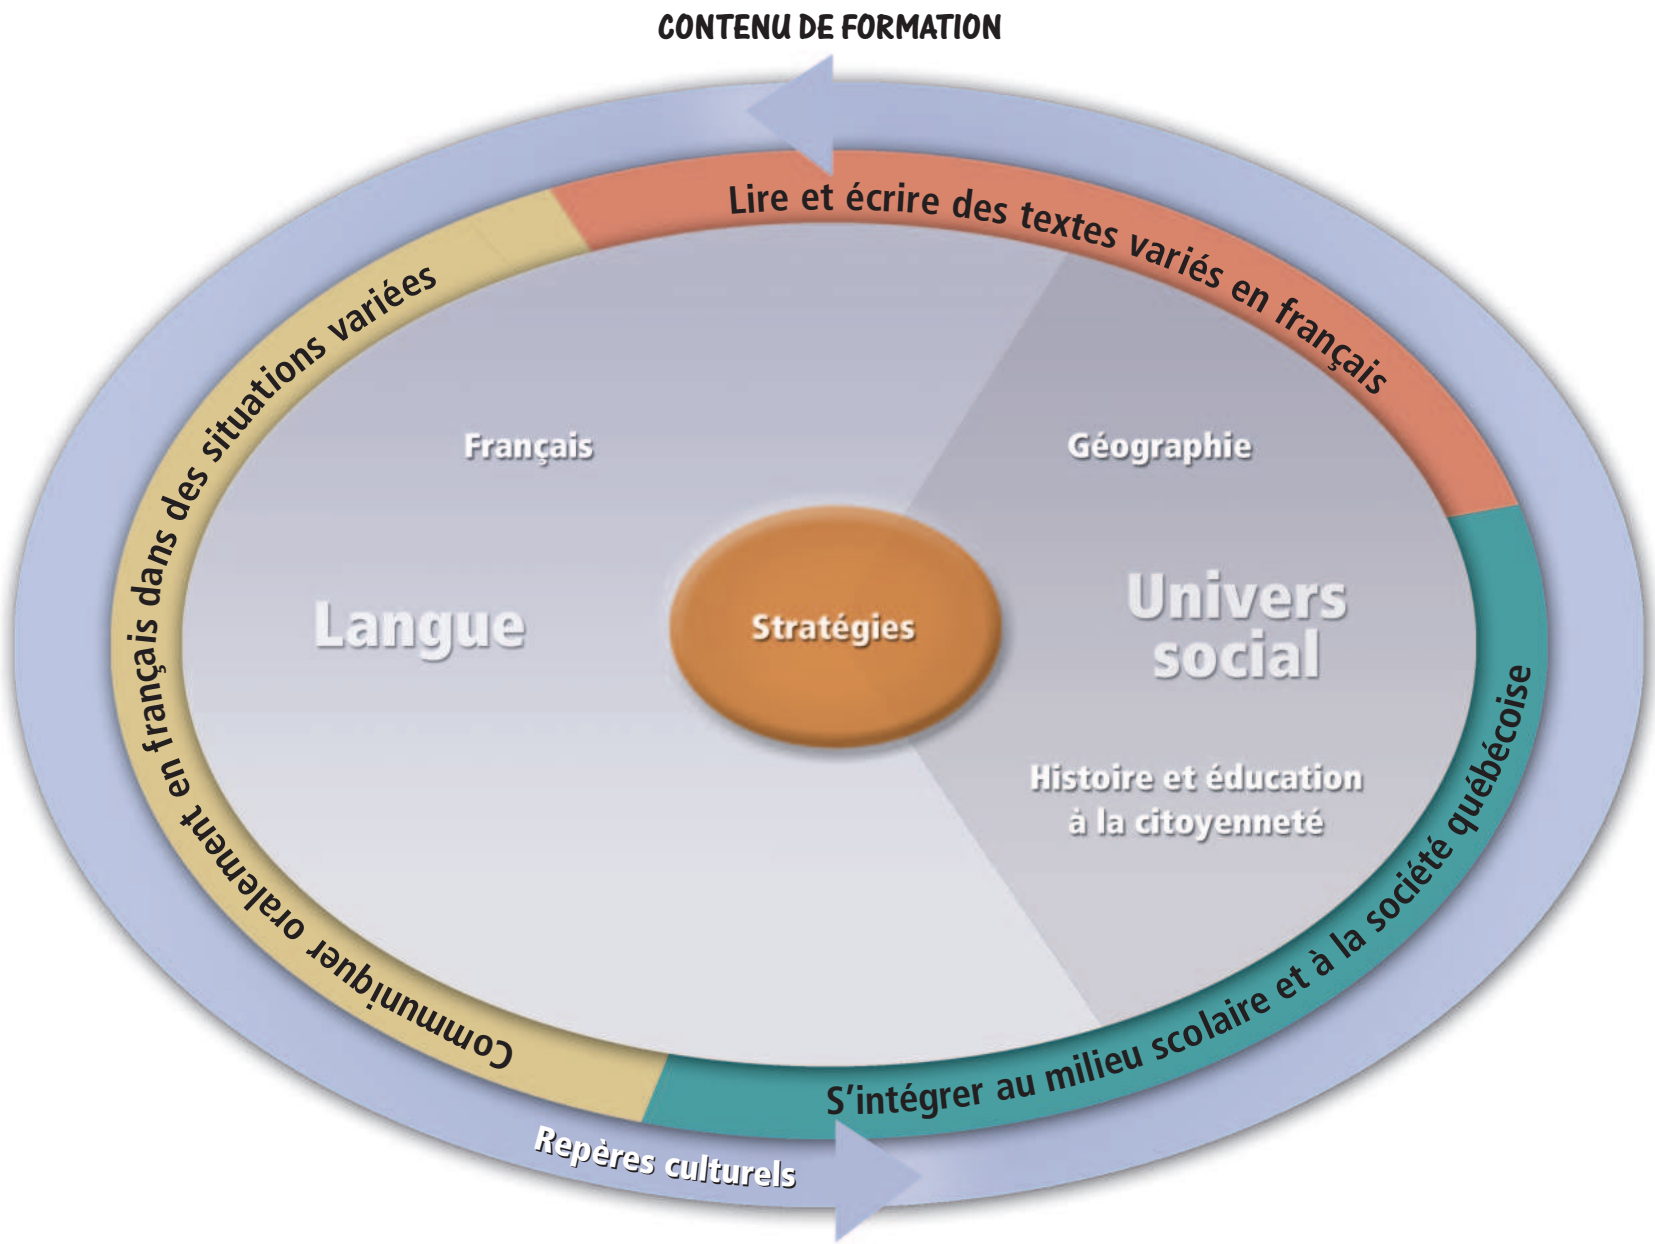 CONTENU DE FORMATION
Lire et écrire des textes variés en français
Communiquer oralement en français dans des situations variées
Français
Géographie
Langue
Stratégies
Univers
social
Histoire et éducation
à la citoyenneté
S'intégrer au milieu scolaire et à la société québécoise
Repères culturels